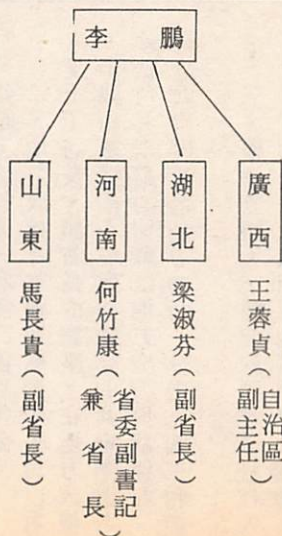 李 鵬
山東
馬長貴(副省長)
河南
何竹康(省委副書記兼省長)
湖北
梁淑芬(副省長)
廣西
王蓉貞(自治區副主任)